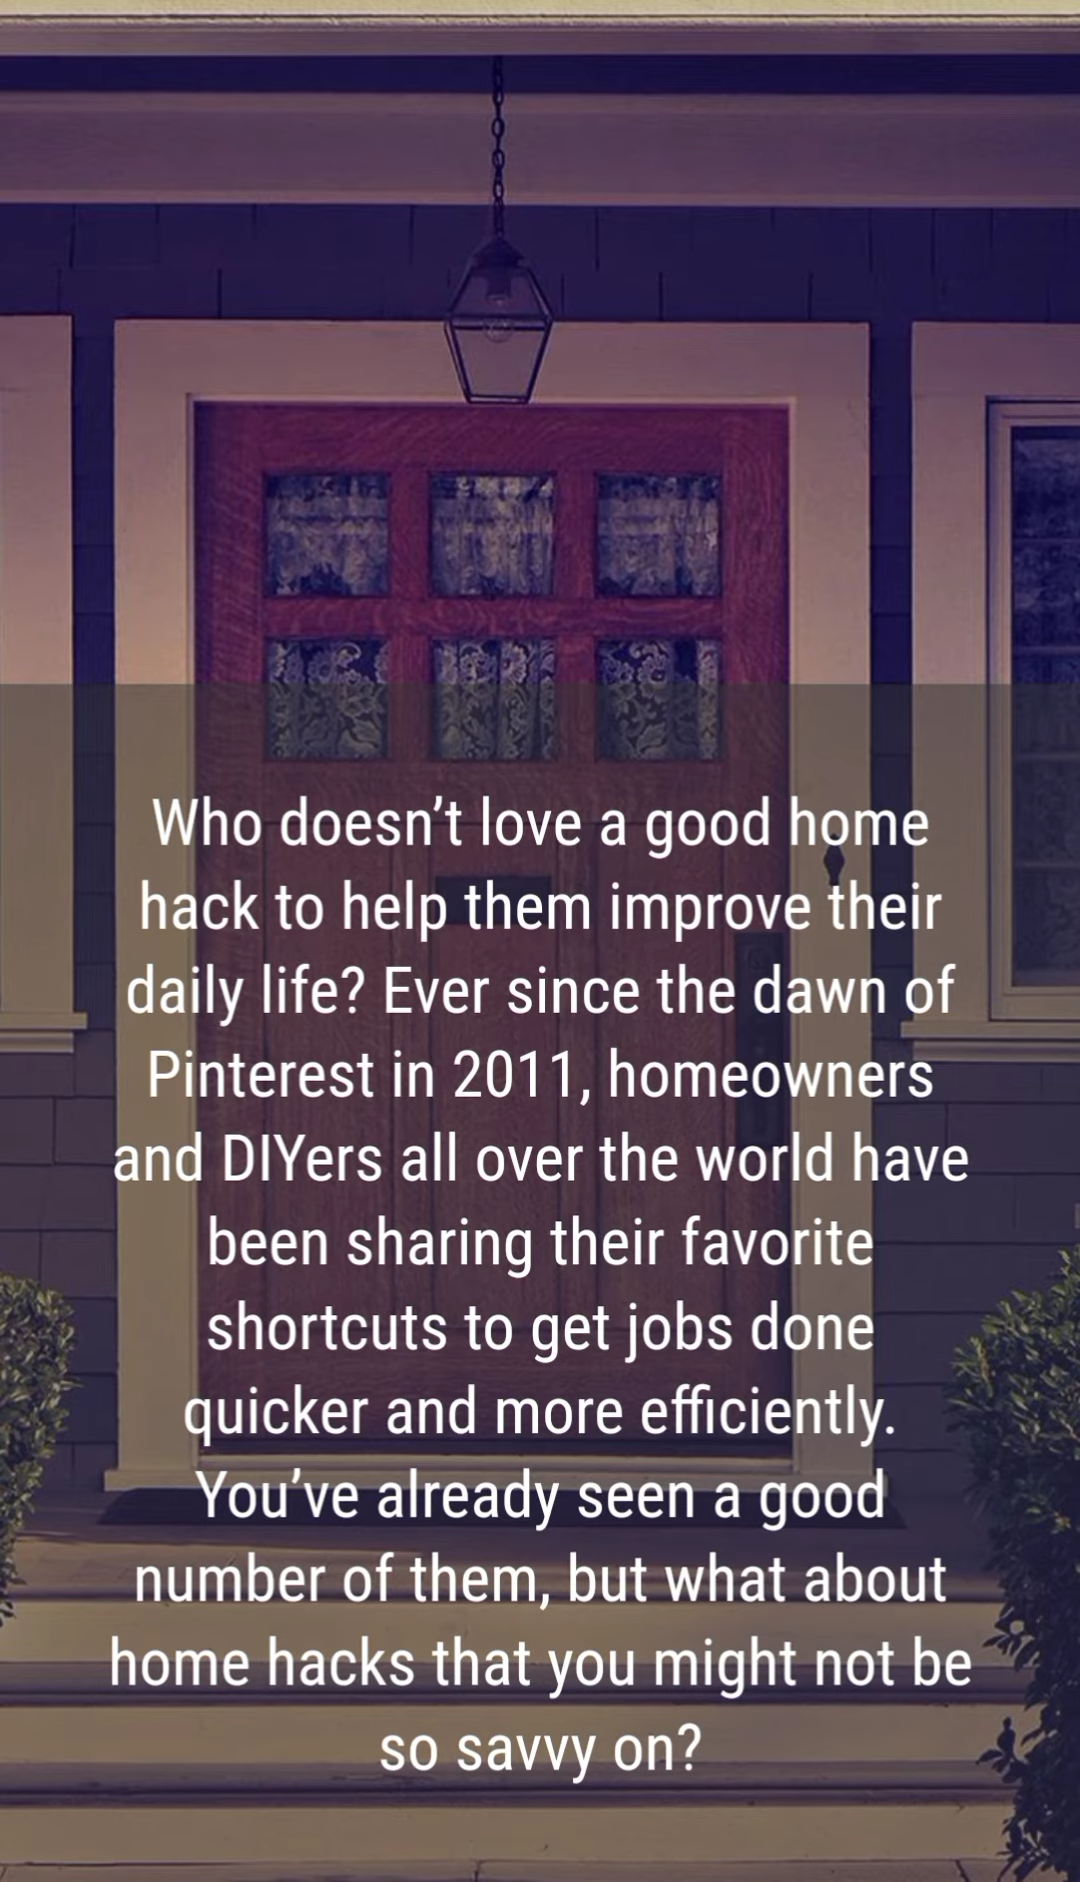 Who doesn’t love a good home
hack to help them improve their
daily life? Ever since the dawn of
Pinterest in 2011, homeowners
and DIYers all over the world have
been sharing their favorite
shortcuts to get jobs done
quicker and more efficiently.
You’ve already seen a good
number of them, but what about
home hacks that you might not be
so savvy on?